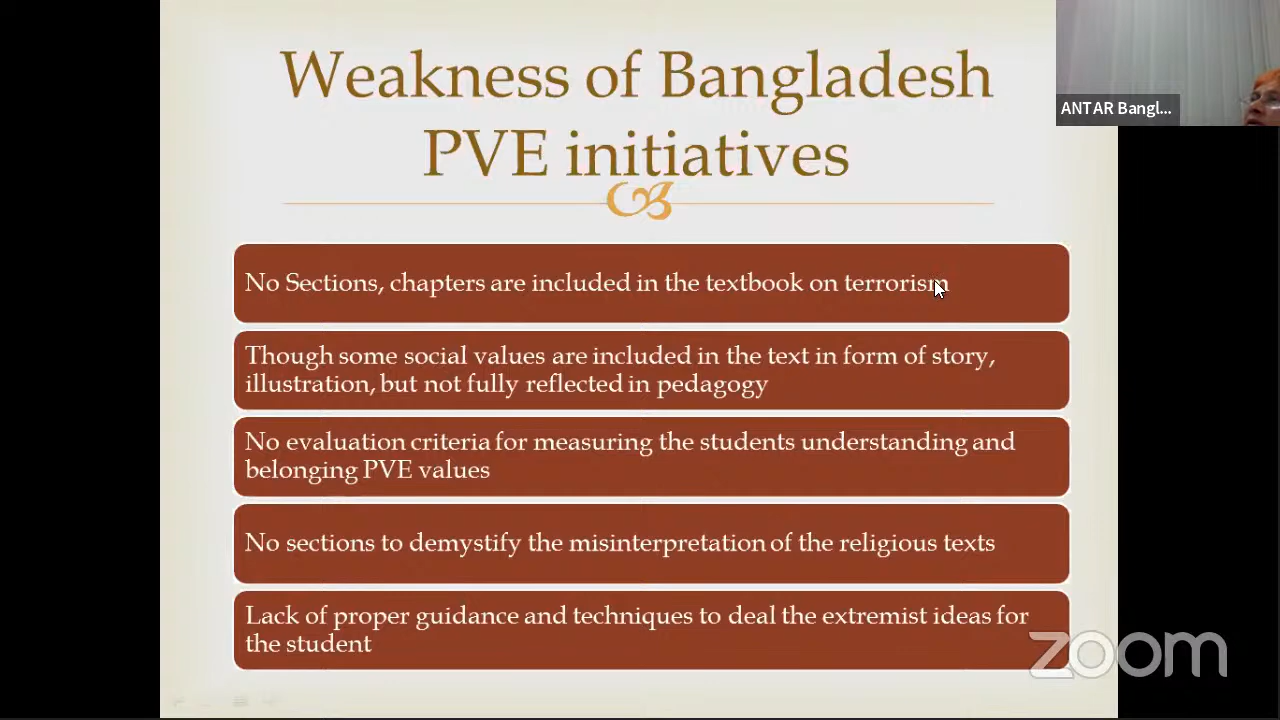 Weakness of Bangladesh
PVE initiatives
ANTAR Bangl...
No Sections, chapters are included in the textbook on terrorism
Though some social values are included in the text in form of story,
illustration, but not fully reflected in pedagogy
No evaluation criteria for measuring the students understanding and
belonging PVE values
No sections to demystify the misinterpretation of the religious texts
Lack of proper guidance and techniques to deal the extremist ideas for
the student
zoom